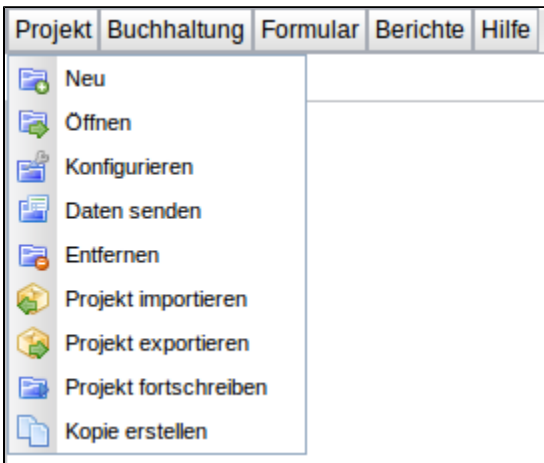 Projekt Buchhaltung Formular Berichte Hilfe
Neu
Öffnen
Konfigurieren
Daten senden
Entfernen
Projekt importieren
Projekt exportieren
Projekt fortschreiben
Kopie erstellen